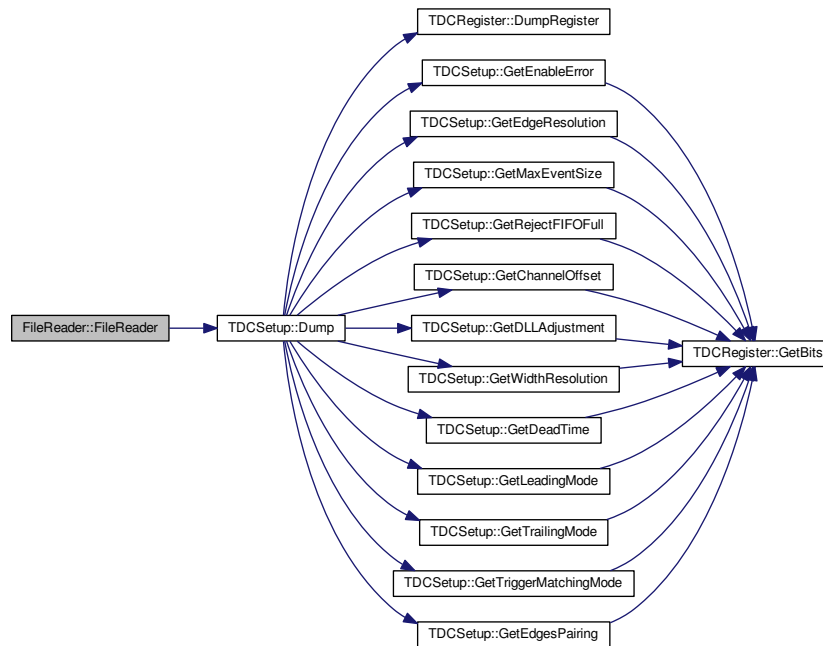 TDCRegister::DumpRegister
TDCSetup::GetEnableError
TDCSetup::GetEdgeResolution
TDCSetup::GetMaxEventSize
TDCSetup::GetRejectFIFOFull
TDCSetup::GetChannelOffset
FileReader::FileReader
TDCSetup::Dump
TDCSetup::GetDLLAdjustment
TDCRegister::GetBits
TDCSetup::GetWidthResolution
TDCSetup::GetDeadTime
TDCSetup::GetLeadingMode
TDCSetup::GetTrailingMode
TDCSetup::GetTriggerMatchingMode
TDCSetup::GetEdgesPairing